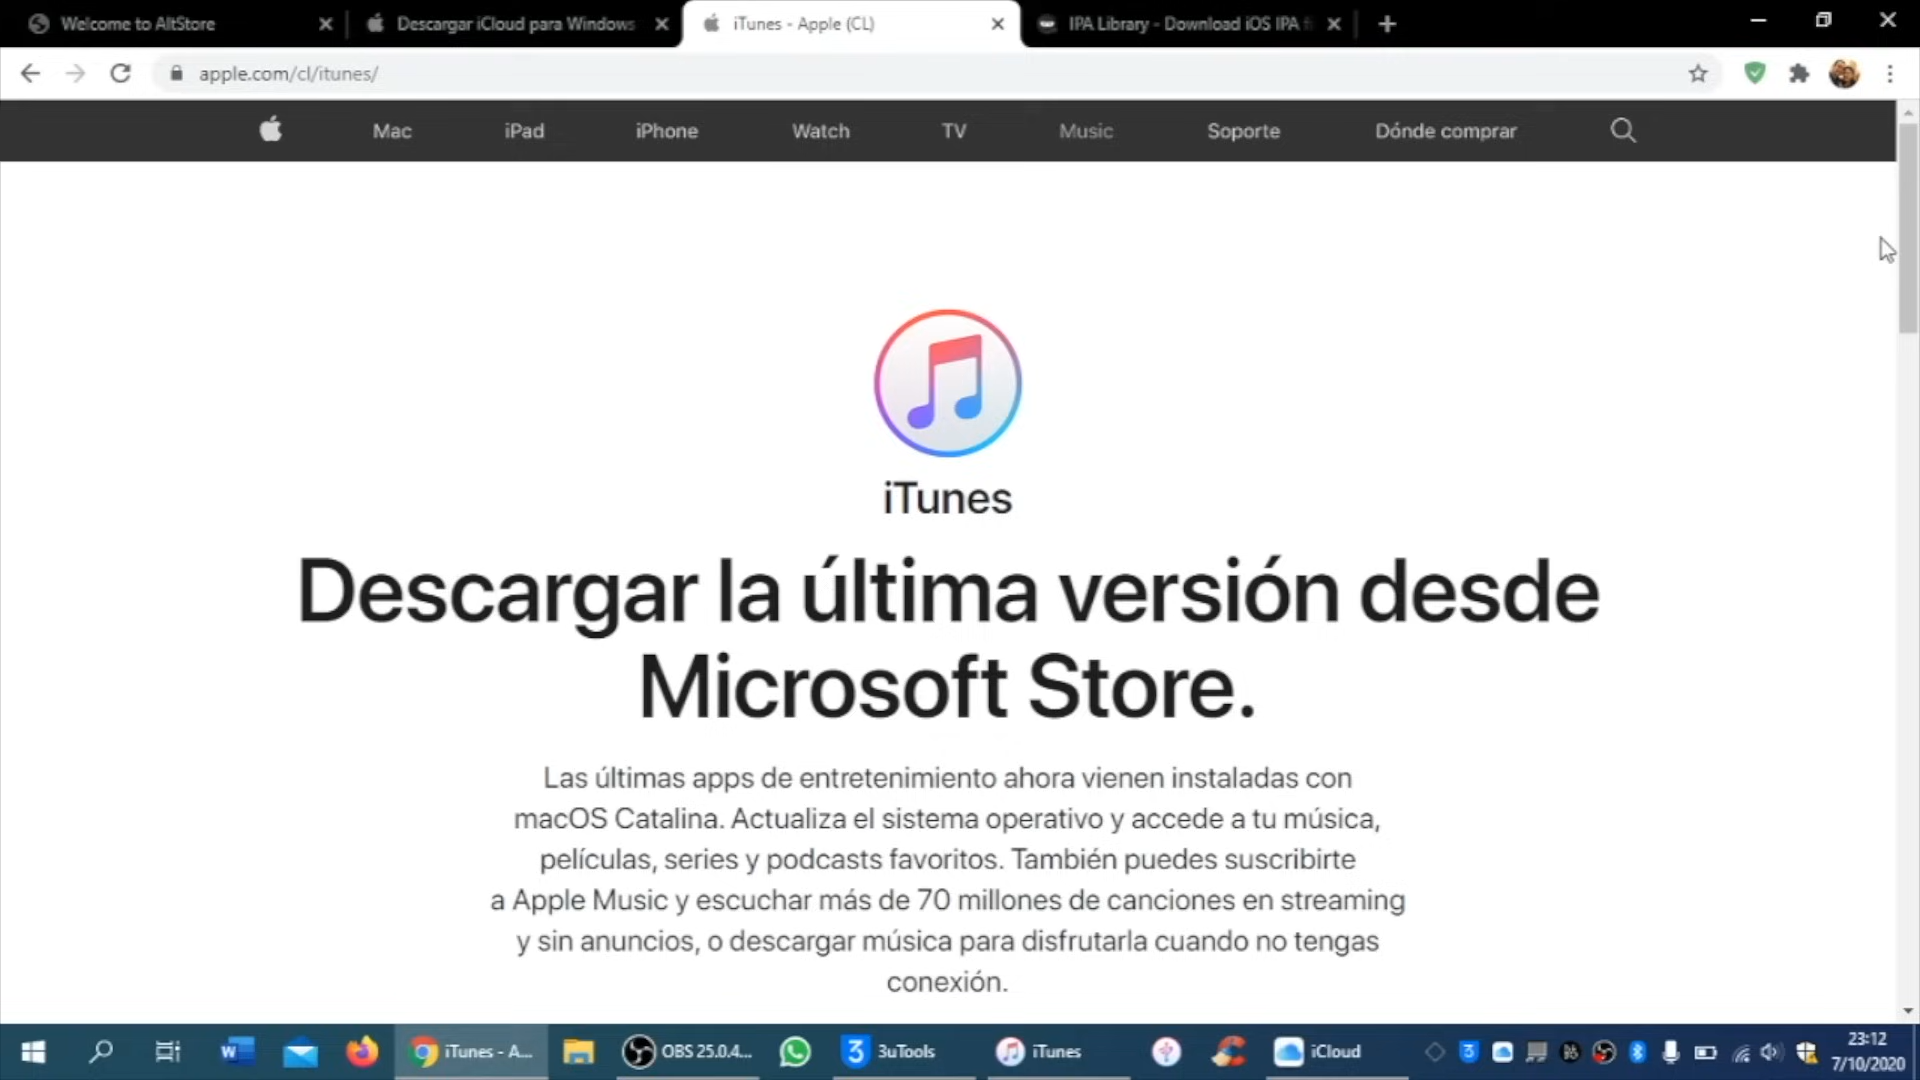 Welcome to AltStore
Descargar iCloud para Windows
iTunes - Apple (CL)
IPA Library - Download iOS IPA
apple.com/cl/itunes/
Mac
iPad
iPhone
Watch
TV
Music
Soporte
Dónde comprar
iTunes
Descargar la última versión desde
Microsoft Store.
Las últimas apps de entretenimiento ahora vienen instaladas con
macOS Catalina. Actualiza el sistema operativo y accede a tu música,
películas, series y podcasts favoritos. También puedes suscribirte
a Apple Music y escuchar más de 70 millones de canciones en streaming
y sin anuncios, o descargar música para disfrutarla cuando no tengas
conexión.
iTunes - A...
OBS 25.0.4...
3uTools
iTunes
iCloud
23:12
7/10/2020